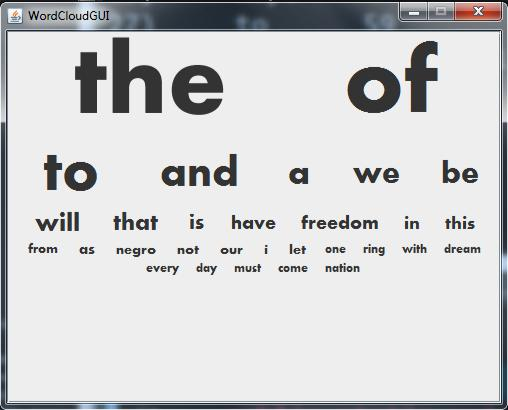 WordCloudGUI
the of
to and a we be
will that is have freedom in this
from as negro not our i let one ring with dream
every day must come nation